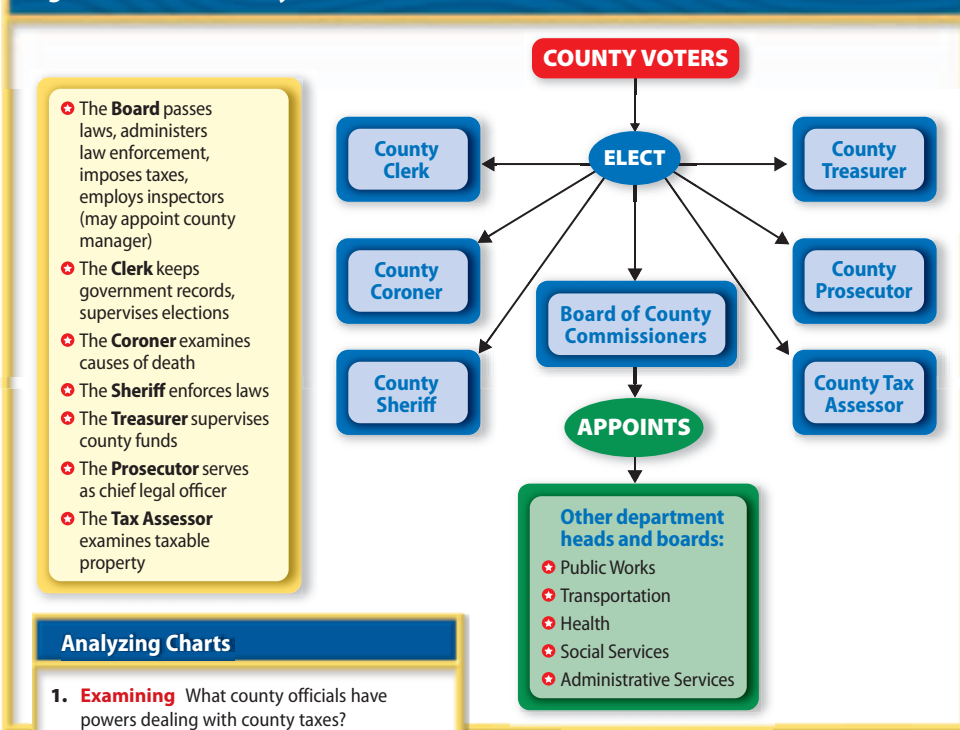 COUNTY VOTERS
ELECT
County
Clerk
County
Treasurer
County
Coroner
County
Prosecutor
Board of County
Commissioners
County
Sheriff
County Tax
Assessor
APPOINTS
Other department
heads and boards:
Public Works
Transportation
Health
Social Services
Administrative Services
The Board passes
laws, administers
law enforcement,
imposes taxes,
employs inspectors
(may appoint county
manager)
The Clerk keeps
government records,
supervises elections
The Coroner examines
causes of death
The Sheriff enforces laws
The Treasurer supervises
county funds
The Prosecutor serves
as chief legal officer
The Tax Assessor
examines taxable
property
Analyzing Charts
1. Examining What county officials have
powers dealing with county taxes?